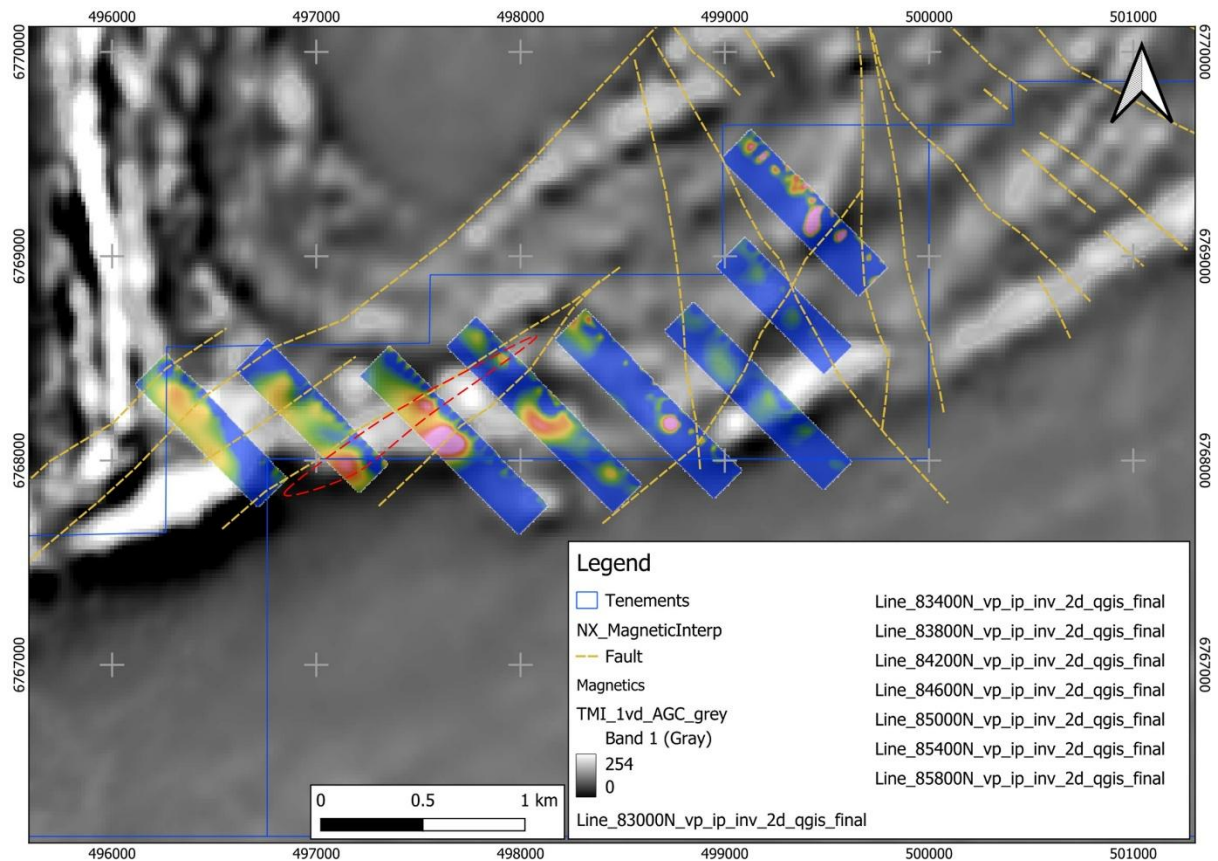 496000 497000 498000 499000 500000 501000
6770000 6770000
6769000 6769000
6768000 6768000
6767000 6767000
Legend
Tenements
NX_MagneticInterp
Fault
Magnetics
TMI_1vd_AGC_grey
Band 1 (Gray)
254
0
Line_83000N_vp_ip_inv_2d_qgis_final
Line_83400N_vp_ip_inv_2d_qgis_final
Line_83800N_vp_ip_inv_2d_qgis_final
Line_84200N_vp_ip_inv_2d_qgis_final
Line_84600N_vp_ip_inv_2d_qgis_final
Line_85000N_vp_ip_inv_2d_qgis_final
Line_85400N_vp_ip_inv_2d_qgis_final
Line_85800N_vp_ip_inv_2d_qgis_final
0 0.5 1 km
496000 497000 498000 499000 500000 501000